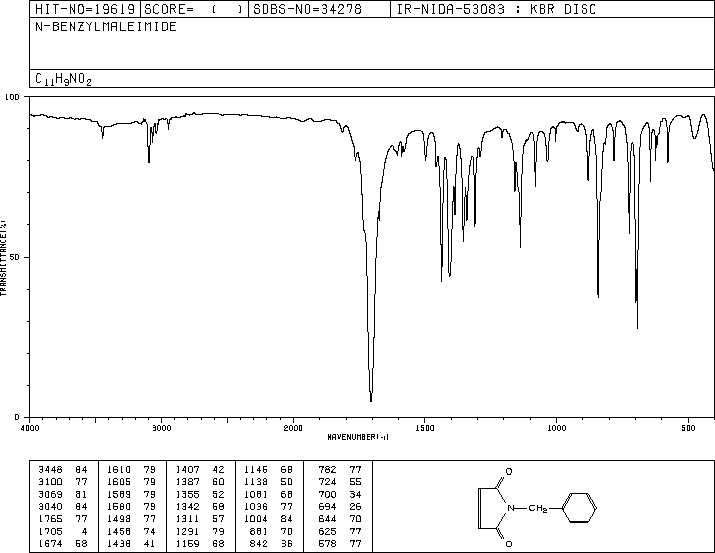 HIT-NO=19619 SCORE= ( ) SDBS-NO=34278 IR-NIDA-53083 : KBR DISC
N-BENZYLMALEIMIDE
C11H9NO2
100
50
0
TRANSMITTANCE(%)
4000 3000 2000 1500 1000 500
WAVENUMBER(-1)
3448 84 1610 79 1407 42 1146 68 782 77
3100 77 1605 79 1387 60 1138 50 724 55
3069 81 1589 79 1355 52 1081 68 700 34
3040 84 1580 79 1342 58 1036 77 694 26
1765 77 1498 77 1311 57 1004 84 644 70
1705 4 1458 74 1291 79 881 70 625 77
1674 58 1438 41 1159 68 842 36 578 77
O
N CH2
O